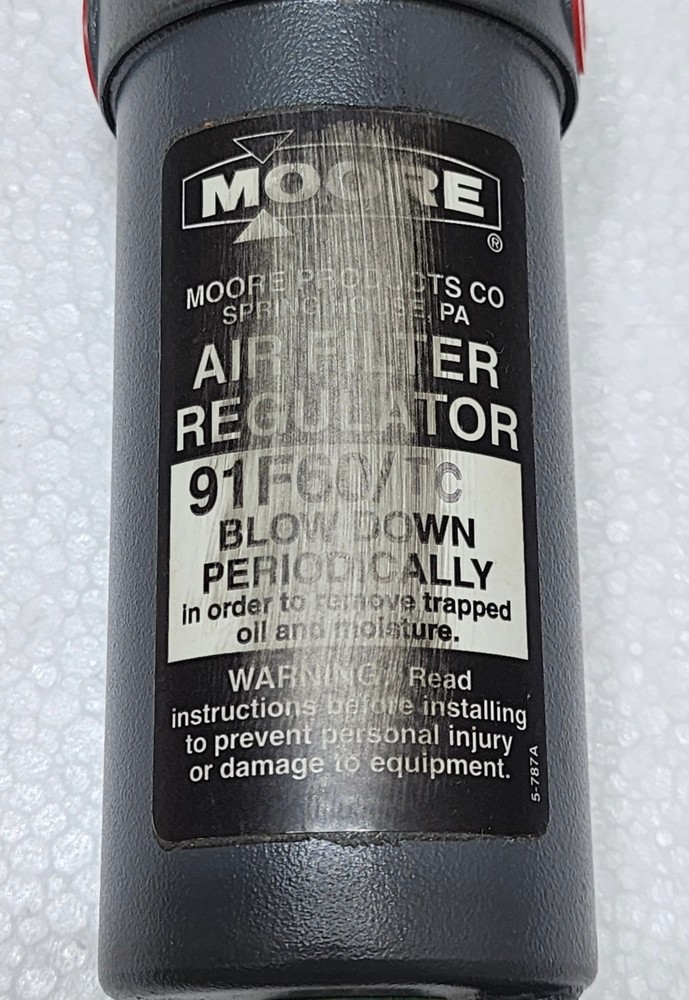 MOORE
®
MOORE PRODUCTS CO
SPRING HOUSE, PA
AIR FILTER
REGULATOR
91F60/TC
BLOW DOWN
PERIODICALLY
in order to remove trapped
oil and moisture.
WARNING: Read
instructions before installing
to prevent personal injury
or damage to equipment.
5-787A